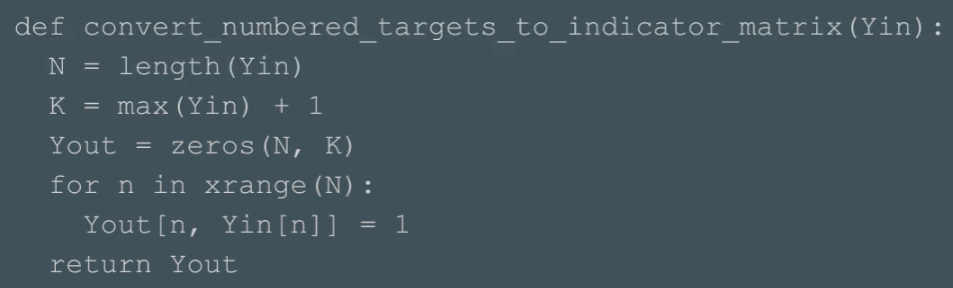 def convert_numbered_targets_to_indicator_matrix(Yin):
  N = length(Yin)
  K = max(Yin) + 1
  Yout = zeros(N, K)
  for n in xrange(N):
    Yout[n, Yin[n]] = 1
  return Yout